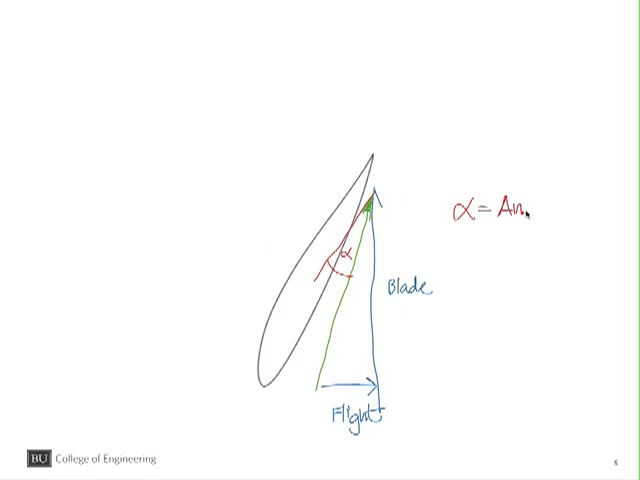 α = An
α
Blade
Flight
BU College of Engineering
5